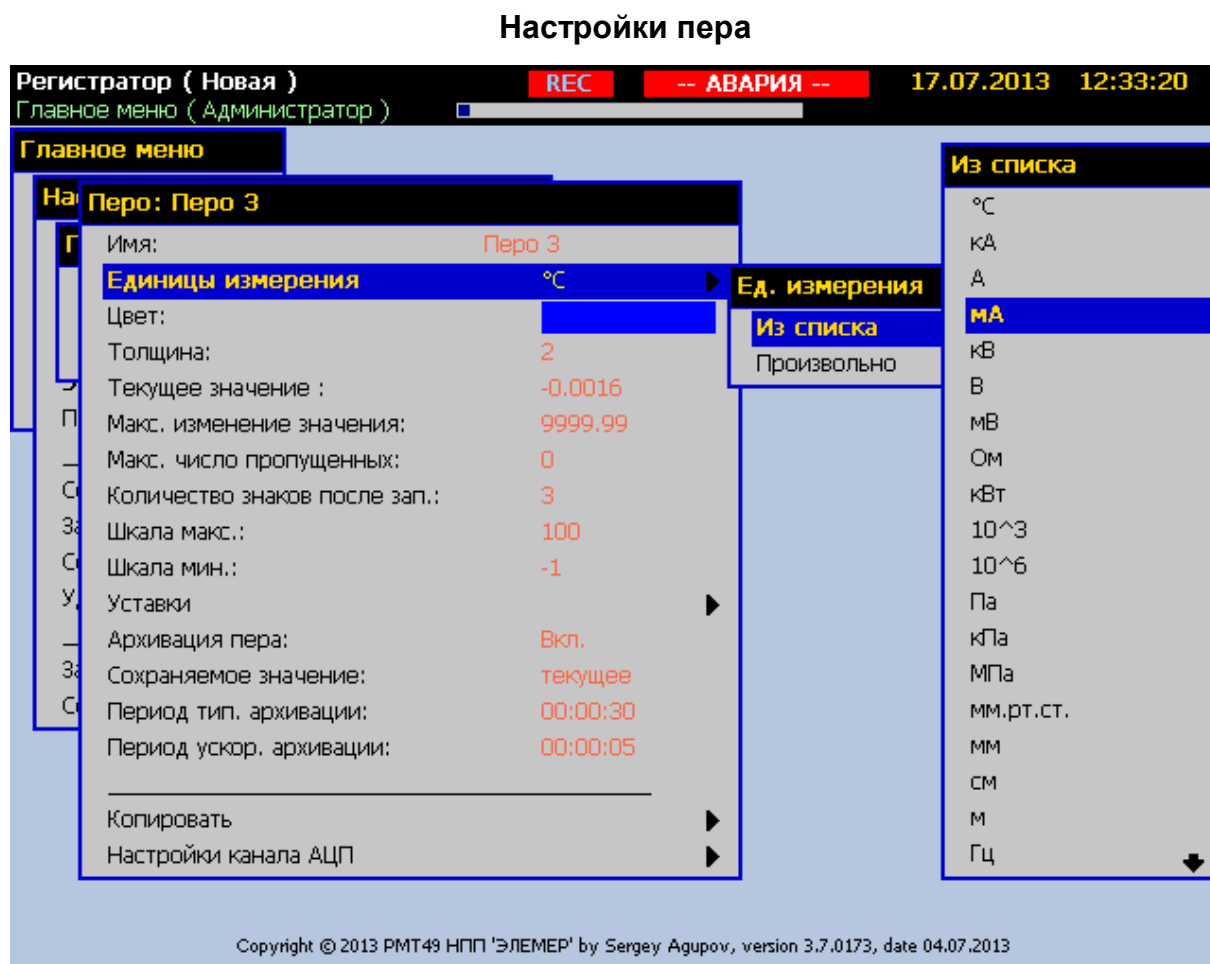 Настройки пера
Регистратор ( Новая ) REC -- АВАРИЯ -- 17.07.2013 12:33:20
Главное меню ( Администратор )
Главное меню
Перо: Перо 3
Имя: Перо 3
Единицы измерения °C
Цвет:
Толщина: 2
Текущее значение : -0.0016
Макс. изменение значения: 9999.99
Макс. число пропущенных: 0
Количество знаков после зап.: 3
Шкала макс.: 100
Шкала мин.: -1
Уставки
Архивация пера: Вкл.
Сохраняемое значение: текущее
Период тип. архивации: 00:00:30
Период ускор. архивации: 00:00:05
Копировать
Настройки канала АЦП
Ед. измерения
Из списка
Произвольно
Из списка
°C
кА
А
мА
кВ
В
мВ
Ом
кВт
10^3
10^6
Па
кПа
МПа
мм.рт.ст.
мм
см
м
Гц
Copyright © 2013 РМТ49 НПП 'ЭЛЕМЕР' by Sergey Agupov, version 3.7.0173, date 04.07.2013